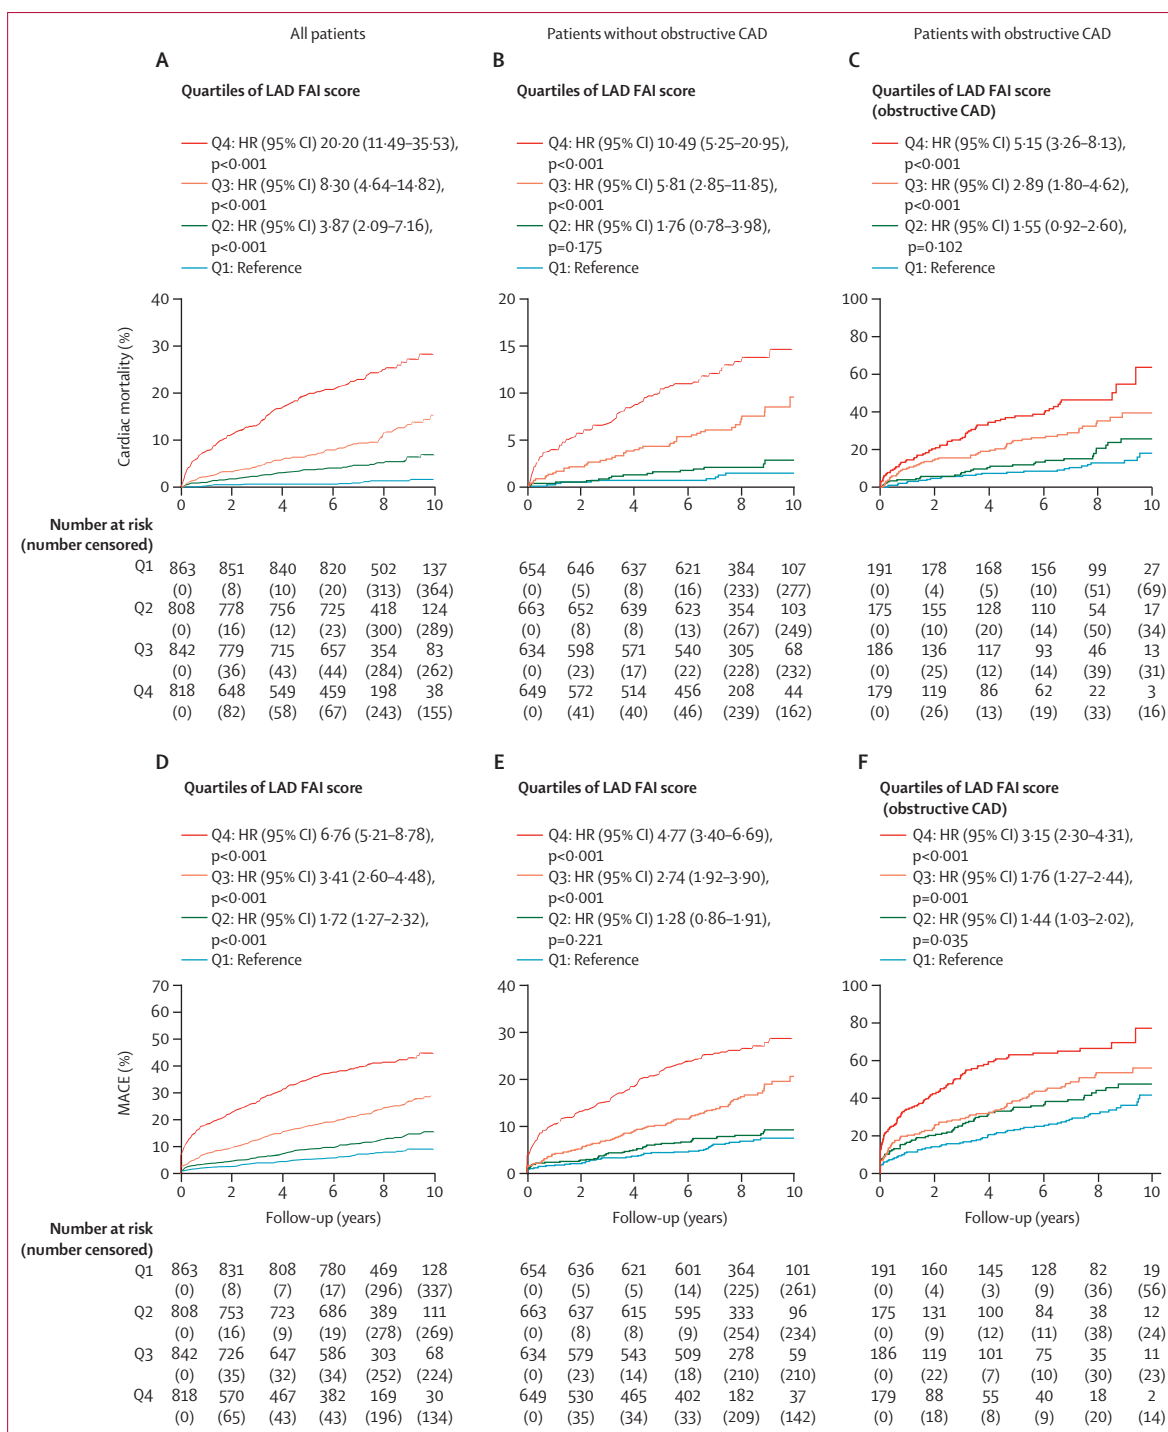 All patients Patients without obstructive CAD Patients with obstructive CAD
A B C
Quartiles of LAD FAI score Quartiles of LAD FAI score Quartiles of LAD FAI score
(obstructive CAD)
Q4: HR (95% CI) 20·20 (11·49–35·53), Q4: HR (95% CI) 10·49 (5·25–20·95), Q4: HR (95% CI) 5·15 (3·26–8·13),
p<0·001 p<0·001 p<0·001
Q3: HR (95% CI) 8·30 (4·64–14·82), Q3: HR (95% CI) 5·81 (2·85–11·85), Q3: HR (95% CI) 2·89 (1·80–4·62),
p<0·001 p<0·001 p<0·001
Q2: HR (95% CI) 3·87 (2·09–7·16), Q2: HR (95% CI) 1·76 (0·78–3·98), Q2: HR (95% CI) 1·55 (0·92–2·60),
p<0·001 p=0·175 p=0·102
Q1: Reference Q1: Reference Q1: Reference
40 20 100
80
30 15
60
20 10
40
10 5
20
0 0 0
Cardiac mortality (%)
0 2 4 6 8 10 0 2 4 6 8 10 0 2 4 6 8 10
Number at risk
(number censored)
Q1 863 851 840 820 502 137 654 646 637 621 384 107 191 178 168 156 99 27
(0) (8) (10) (20) (313) (364) (0) (5) (8) (16) (233) (277) (0) (4) (5) (10) (51) (69)
Q2 808 778 756 725 418 124 663 652 639 623 354 103 175 155 128 110 54 17
(0) (16) (12) (23) (300) (289) (0) (8) (8) (13) (267) (249) (0) (10) (20) (14) (50) (34)
Q3 842 779 715 657 354 83 634 598 571 540 305 68 186 136 117 93 46 13
(0) (36) (43) (44) (284) (262) (0) (23) (17) (22) (228) (232) (0) (25) (12) (14) (39) (31)
Q4 818 648 549 459 198 38 649 572 514 456 208 44 179 119 86 62 22 3
(0) (82) (58) (67) (243) (155) (0) (41) (40) (46) (239) (162) (0) (26) (13) (19) (33) (16)
D E F
Quartiles of LAD FAI score Quartiles of LAD FAI score Quartiles of LAD FAI score
(obstructive CAD)
Q4: HR (95% CI) 6·76 (5·21–8·78), Q4: HR (95% CI) 4·77 (3·40–6·69), Q4: HR (95% CI) 3·15 (2·30–4·31),
p<0·001 p<0·001 p<0·001
Q3: HR (95% CI) 3·41 (2·60–4·48), Q3: HR (95% CI) 2·74 (1·92–3·90), Q3: HR (95% CI) 1·76 (1·27–2·44),
p<0·001 p<0·001 p=0·001
Q2: HR (95% CI) 1·72 (1·27–2·32), Q2: HR (95% CI) 1·28 (0·86–1·91), Q2: HR (95% CI) 1·44 (1·03–2·02),
p<0·001 p=0·221 p=0·035
Q1: Reference Q1: Reference Q1: Reference
70 40 100
60
80
50 30
40 60
20
30
40
20 10
10 20
0 0 0
MACE (%)
0 2 4 6 8 10 0 2 4 6 8 10 0 2 4 6 8 10
Follow-up (years) Follow-up (years) Follow-up (years)
Number at risk
(number censored)
Q1 863 831 808 780 469 128 654 636 621 601 364 101 191 160 145 128 82 19
(0) (8) (7) (17) (296) (337) (0) (5) (5) (14) (225) (261) (0) (4) (3) (9) (36) (56)
Q2 808 753 723 686 389 111 663 637 615 595 333 96 175 131 100 84 38 12
(0) (16) (9) (19) (278) (269) (0) (8) (8) (9) (254) (234) (0) (9) (12) (11) (38) (24)
Q3 842 726 647 586 303 68 634 579 543 509 278 59 186 119 101 75 35 11
(0) (35) (32) (34) (252) (224) (0) (23) (14) (18) (210) (210) (0) (22) (7) (10) (30) (23)
Q4 818 570 467 382 169 30 649 530 465 402 182 37 179 88 55 40 18 2
(0) (65) (43) (43) (196) (134) (0) (35) (34) (33) (209) (142) (0) (18) (8) (9) (20) (14)